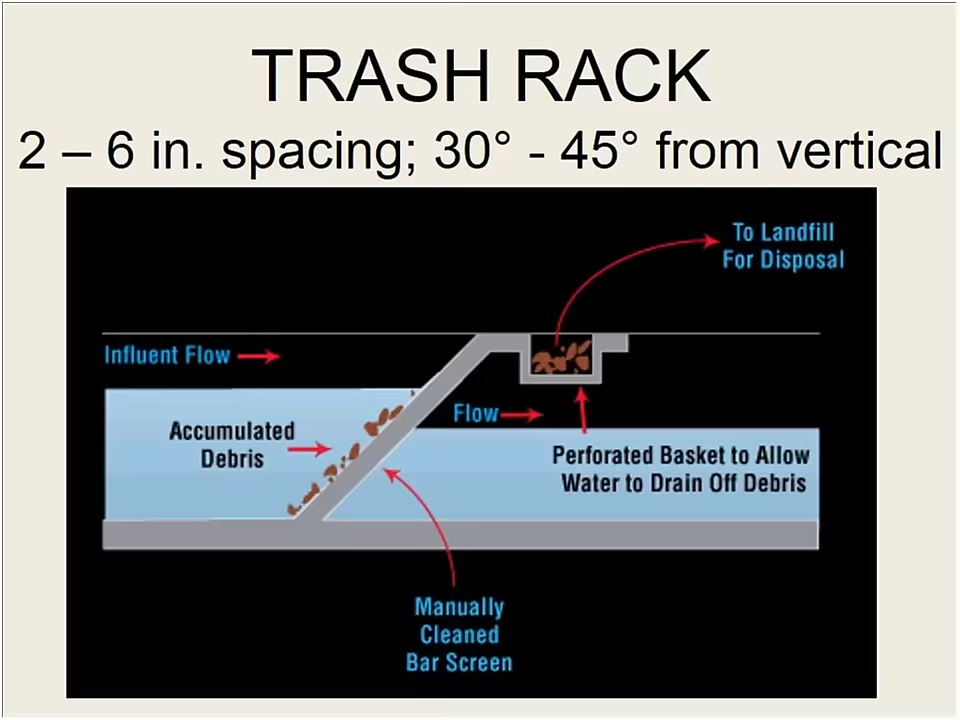 TRASH RACK
2 – 6 in. spacing; 30° - 45° from vertical
To Landfill
For Disposal
Influent Flow
Flow
Accumulated
Debris
Perforated Basket to Allow
Water to Drain Off Debris
Manually
Cleaned
Bar Screen